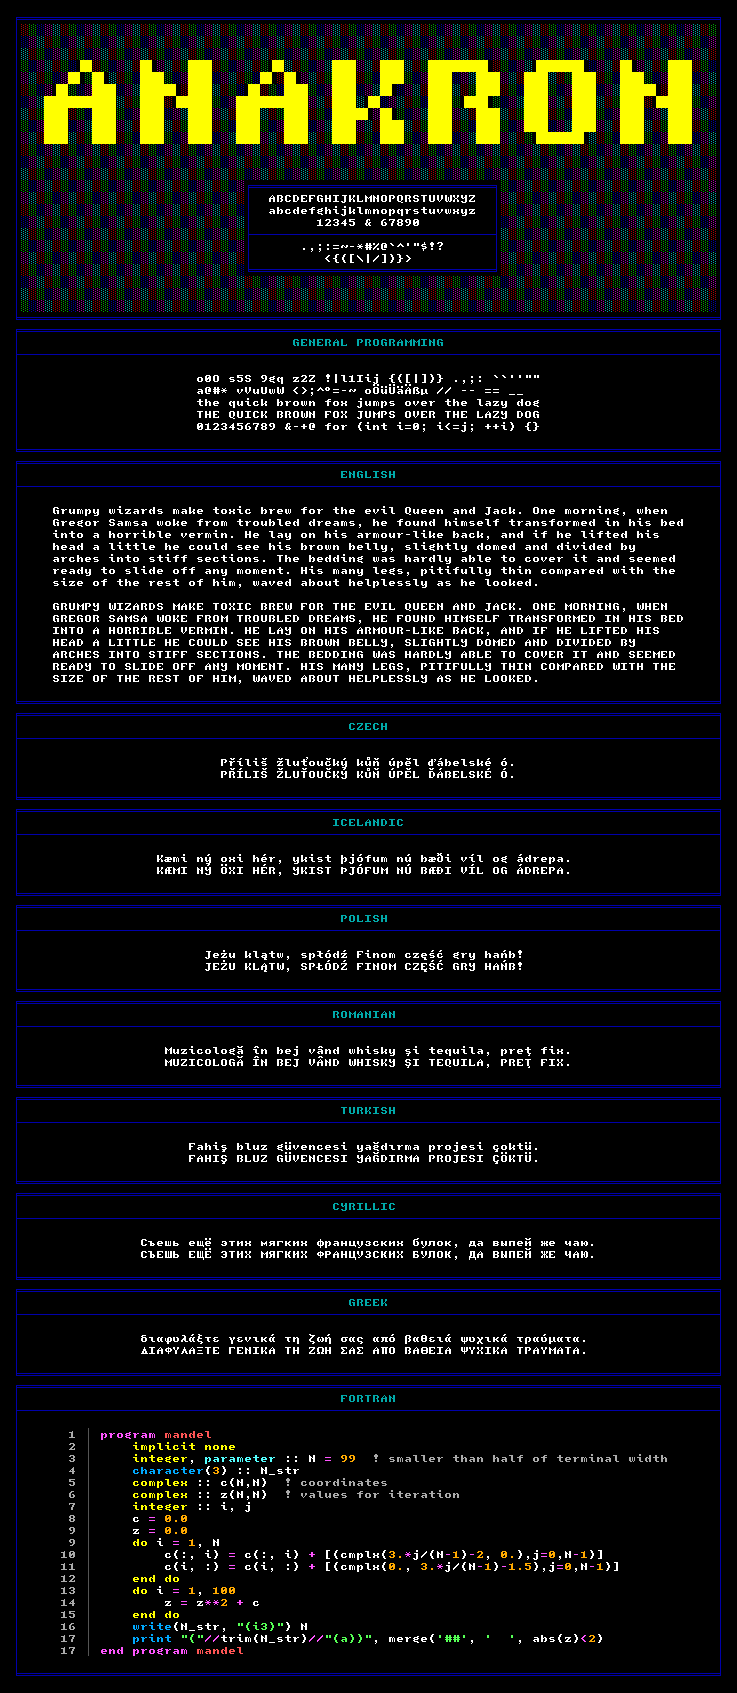 ANAKRON
ABCDEFGHIJKLMNOPQRSTUVWXYZ
abcdefghijklmnopqrstuvwxyz
12345 & 67890
.,;:=~-*#%@`^'"$!?
<{([\|/])}>
GENERAL PROGRAMMING
o0O s5S 9gq z2Z !|l1Iij {([|])} .,;: ``''""
a@#* vVuUwW <>;^°=-~ öÖüÜäÄßµ // -- == __
the quick brown fox jumps over the lazy dog
THE QUICK BROWN FOX JUMPS OVER THE LAZY DOG
0123456789 &-+@ for (int i=0; i<=j; ++i) {}
ENGLISH
Grumpy wizards make toxic brew for the evil Queen and Jack. One morning, when
Gregor Samsa woke from troubled dreams, he found himself transformed in his bed
into a horrible vermin. He lay on his armour-like back, and if he lifted his
head a little he could see his brown belly, slightly domed and divided by
arches into stiff sections. The bedding was hardly able to cover it and seemed
ready to slide off any moment. His many legs, pitifully thin compared with the
size of the rest of him, waved about helplessly as he looked.
GRUMPY WIZARDS MAKE TOXIC BREW FOR THE EVIL QUEEN AND JACK. ONE MORNING, WHEN
GREGOR SAMSA WOKE FROM TROUBLED DREAMS, HE FOUND HIMSELF TRANSFORMED IN HIS BED
INTO A HORRIBLE VERMIN. HE LAY ON HIS ARMOUR-LIKE BACK, AND IF HE LIFTED HIS
HEAD A LITTLE HE COULD SEE HIS BROWN BELLY, SLIGHTLY DOMED AND DIVIDED BY
ARCHES INTO STIFF SECTIONS. THE BEDDING WAS HARDLY ABLE TO COVER IT AND SEEMED
READY TO SLIDE OFF ANY MOMENT. HIS MANY LEGS, PITIFULLY THIN COMPARED WITH THE
SIZE OF THE REST OF HIM, WAVED ABOUT HELPLESSLY AS HE LOOKED.
CZECH
Příliš žluťoučký kůň úpěl ďábelské ó.
PŘÍLIŠ ŽLUŤOUČKÝ KŮŇ ÚPĚL ĎÁBELSKÉ Ó.
ICELANDIC
Kæmi ný öxi hér, ykist þjófum nú bæði víl og ádrepa.
KÆMI NÝ ÖXI HÉR, YKIST ÞJÓFUM NÚ BÆÐI VÍL OG ÁDREPA.
POLISH
Jeżu klątw, spłódź Finom część gry hańb!
JEŻU KLĄTW, SPŁÓDŹ FINOM CZĘŚĆ GRY HAŃB!
ROMANIAN
Muzicologă în bej vând whisky și tequila, preț fix.
MUZICOLOGĂ ÎN BEJ VÂND WHISKY ȘI TEQUILA, PREȚ FIX.
TURKISH
Fahiş bluz güvencesi yağdırma projesi çöktü.
FAHIŞ BLUZ GÜVENCESI YAĞDIRMA PROJESI ÇÖKTÜ.
CYRILLIC
Съешь ещё этих мягких французских булок, да выпей же чаю.
СЪЕШЬ ЕЩЁ ЭТИХ МЯГКИХ ФРАНЦУЗСКИХ БУЛОК, ДА ВЫПЕЙ ЖЕ ЧАЮ.
GREEK
διαφυλάξτε γενικά τη ζωή σας από βαθειά ψυχικά τραύματα.
ΔΙΑΦΥΛΑΞΤΕ ΓΕΝΙΚΑ ΤΗ ΖΩΗ ΣΑΣ ΑΠΟ ΒΑΘΕΙΑ ΨΥΧΙΚΑ ΤΡΑΥΜΑΤΑ.
FORTRAN
1 program mandel
2 implicit none
3 integer, parameter :: N = 99  ! smaller than half of terminal width
4 character(3) :: N_str
5 complex :: c(N,N)  ! coordinates
6 complex :: z(N,N)  ! values for iteration
7 integer :: i, j
8 c = 0.0
9 z = 0.0
9 do i = 1, N
10 c(:, i) = c(:, i) + [(cmplx(3.*j/(N-1)-2, 0.),j=0,N-1)]
11 c(i, :) = c(i, :) + [(cmplx(0., 3.*j/(N-1)-1.5),j=0,N-1)]
12 end do
13 do i = 1, 100
14 z = z**2 + c
15 end do
16 write(N_str, "(i3)") N
17 print "("//trim(N_str)//"(a))", merge('##', '  ', abs(z)<2)
17 end program mandel